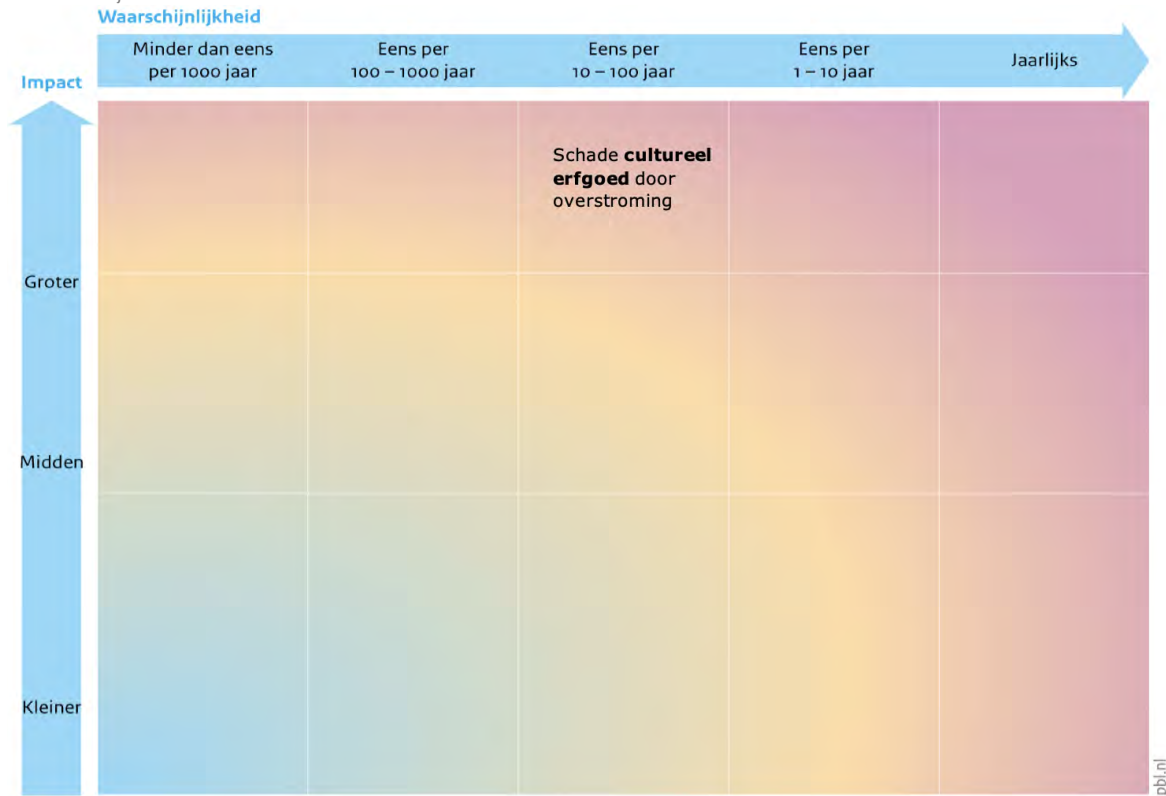 Waarschijnlijkheid
Minder dan eens
per 1000 jaar
Eens per
100 – 1000 jaar
Eens per
10 – 100 jaar
Eens per
1 – 10 jaar
Jaarlijks
Impact
Schade cultureel
erfgoed door
overstroming
Groter
Midden
Kleiner
pbl.nl